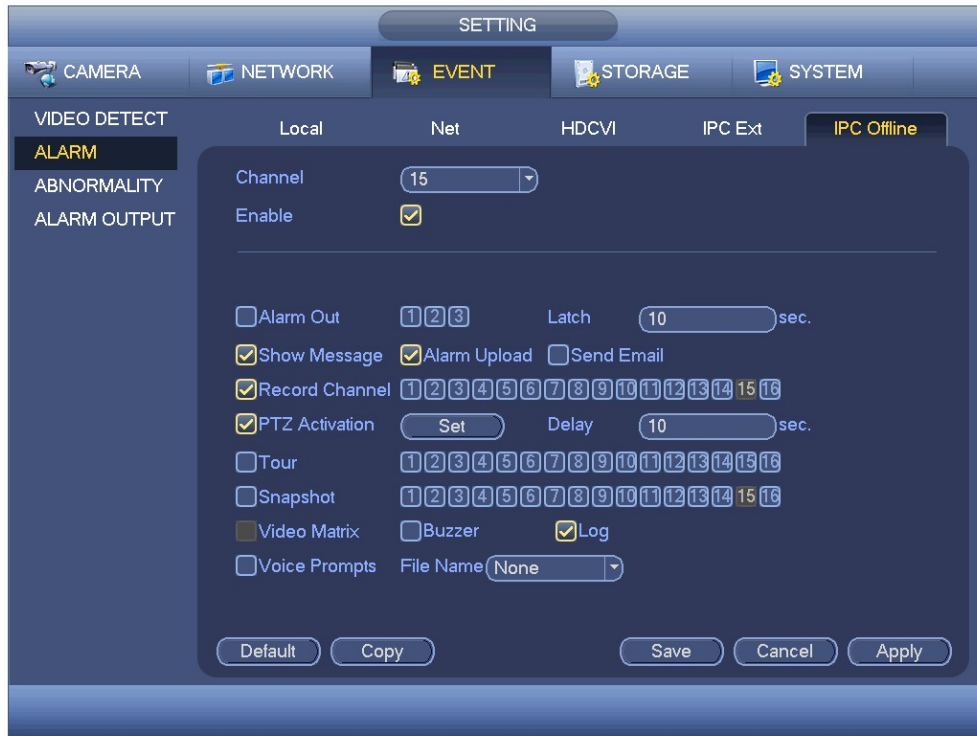 SETTING
CAMERA NETWORK EVENT STORAGE SYSTEM
VIDEO DETECT
ALARM
ABNORMALITY
ALARM OUTPUT
Local Net HDCVI IPC Ext IPC Offline
Channel 15
Enable
Alarm Out 1 2 3 Latch 10 sec.
Show Message Alarm Upload Send Email
Record Channel 1 2 3 4 5 6 7 8 9 10 11 12 13 14 15 16
PTZ Activation Set Delay 10 sec.
Tour 1 2 3 4 5 6 7 8 9 10 11 12 13 14 15 16
Snapshot 1 2 3 4 5 6 7 8 9 10 11 12 13 14 15 16
Video Matrix Buzzer Log
Voice Prompts File Name None
Default Copy Save Cancel Apply